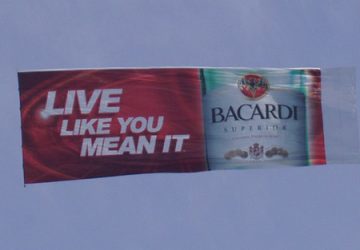 LIVE
LIKE YOU
MEAN IT
BACARDI
SUPERIOR